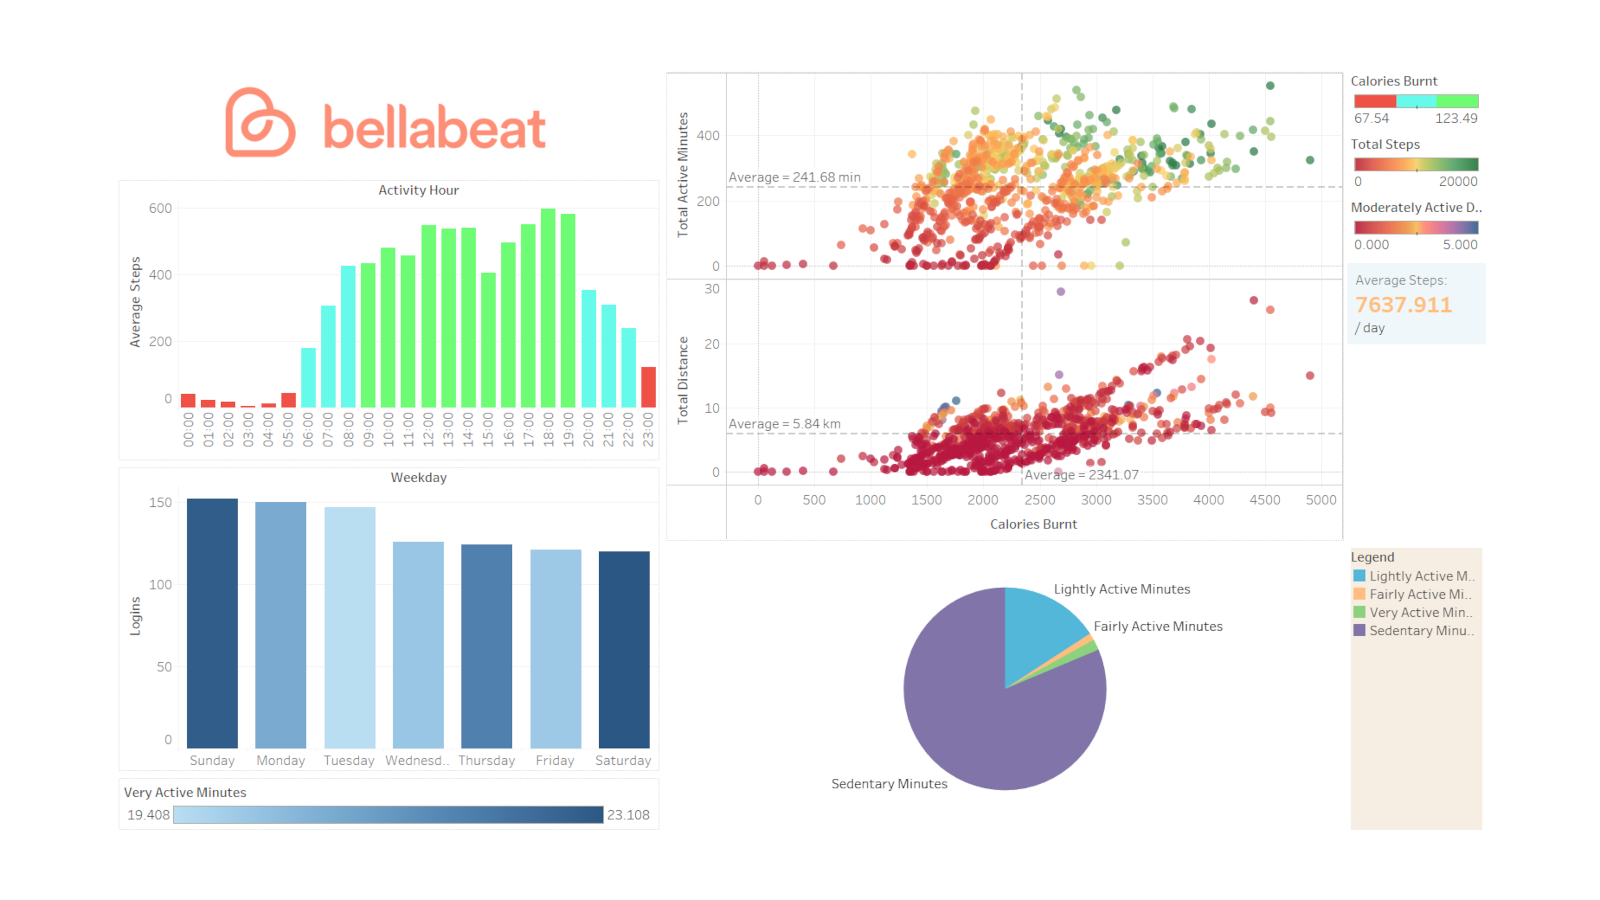 bellabeat
Activity Hour
Average Steps
600
400
200
0
00:00
01:00
02:00
03:00
04:00
05:00
06:00
07:00
08:00
09:00
10:00
11:00
12:00
13:00
14:00
15:00
16:00
17:00
18:00
19:00
20:00
21:00
22:00
23:00
Weekday
Logins
150
100
50
0
Sunday
Monday
Tuesday
Wednesd..
Thursday
Friday
Saturday
Very Active Minutes
19.408
23.108
Total Active Minutes
400
200
0
Average = 241.68 min
Total Distance
30
20
10
0
Average = 5.84 km
Average = 2341.07
0
500
1000
1500
2000
2500
3000
3500
4000
4500
5000
Calories Burnt
Lightly Active Minutes
Fairly Active Minutes
Sedentary Minutes
Calories Burnt
67.54
123.49
Total Steps
0
20000
Moderately Active D..
0.000
5.000
Average Steps:
7637.911
/ day
Legend
Lightly Active M..
Fairly Active Mi..
Very Active Min..
Sedentary Minu..